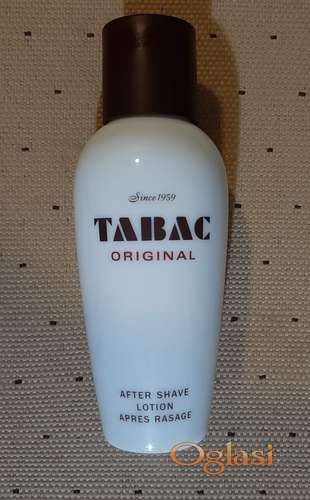 Since 1959
TABAC
ORIGINAL
AFTER SHAVE
LOTION
APRES RASAGE
Oglasi